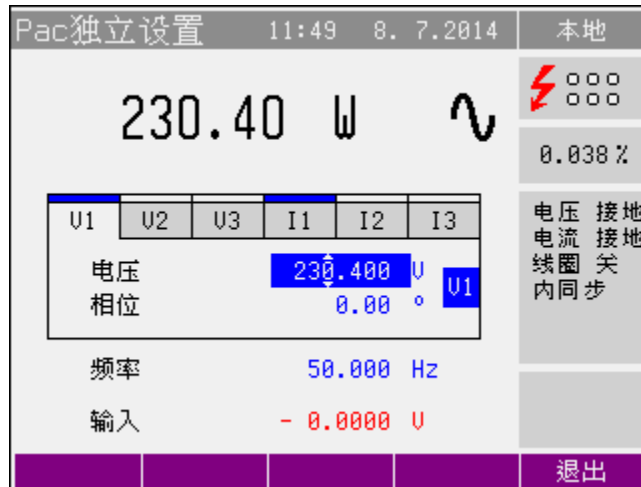 Pac独立设置 11:49 8. 7.2014 本地
230.40 W
0.038%
V1 V2 V3 I1 I2 I3
电压 230.400 V
V1
相位 0.00 °
频率 50.000 Hz
输入 - 0.0000 V
电压 接地
电流 接地
线圈 关
内同步
退出